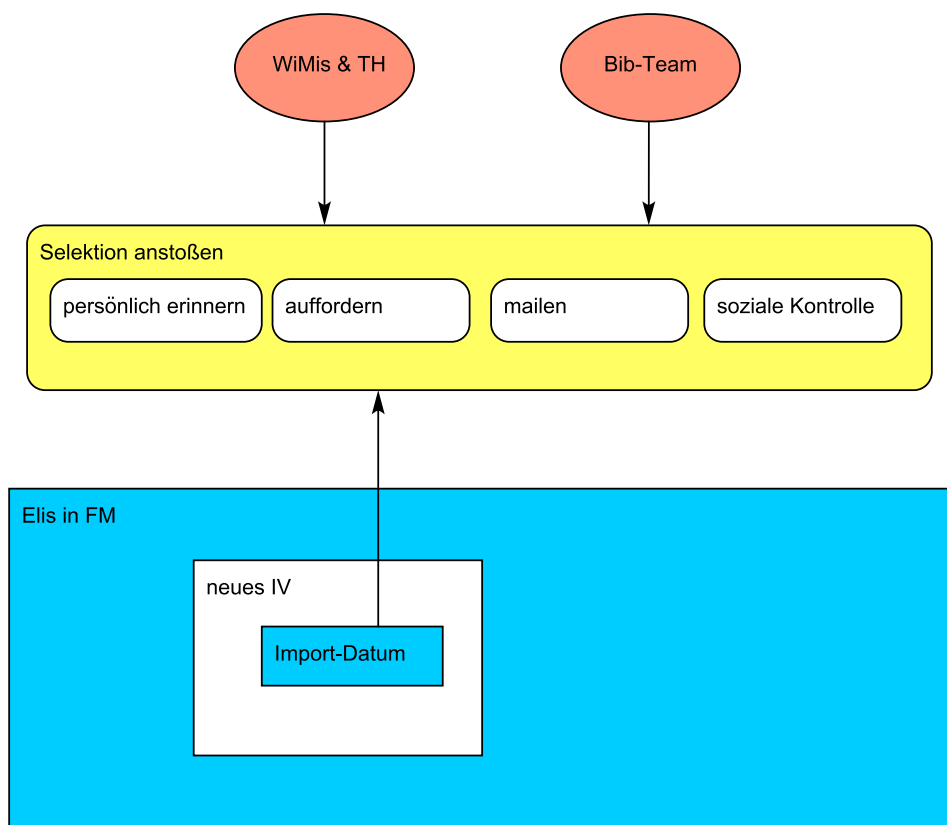 WiMis & TH
Bib-Team
Selektion anstoßen
persönlich erinnern
auffordern
mailen
soziale Kontrolle
Elis in FM
neues IV
Import-Datum